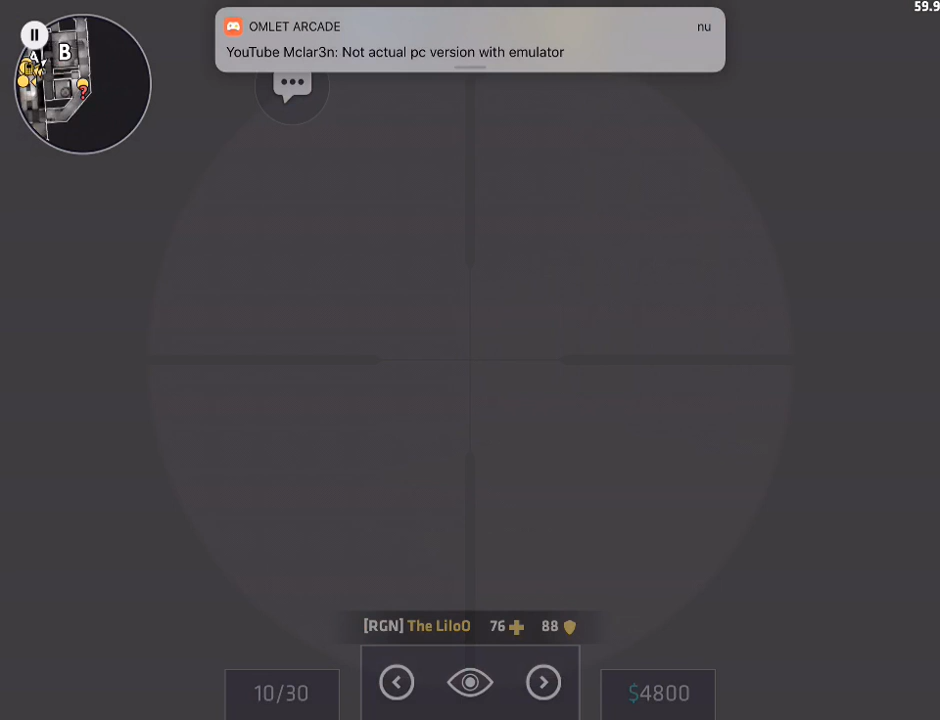 59.9
OMLET ARCADE nu
YouTube Mclar3n: Not actual pc version with emulator
A B
?
[RGN] The LiloO 76 88
10/30 $4800